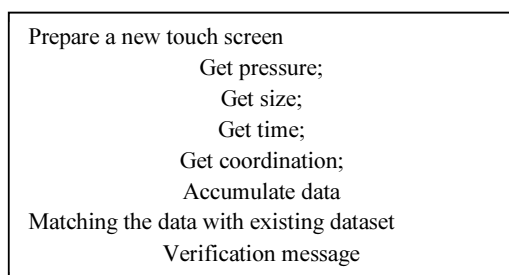 Prepare a new touch screen
Get pressure;
Get size;
Get time;
Get coordination;
Accumulate data
Matching the data with existing dataset
Verification message